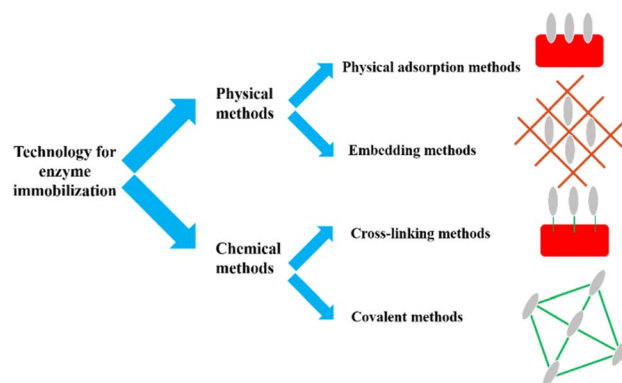 Technology for
enzyme
immobilization
Physical
methods
Chemical
methods
Physical adsorption methods
Embedding methods
Cross-linking methods
Covalent methods